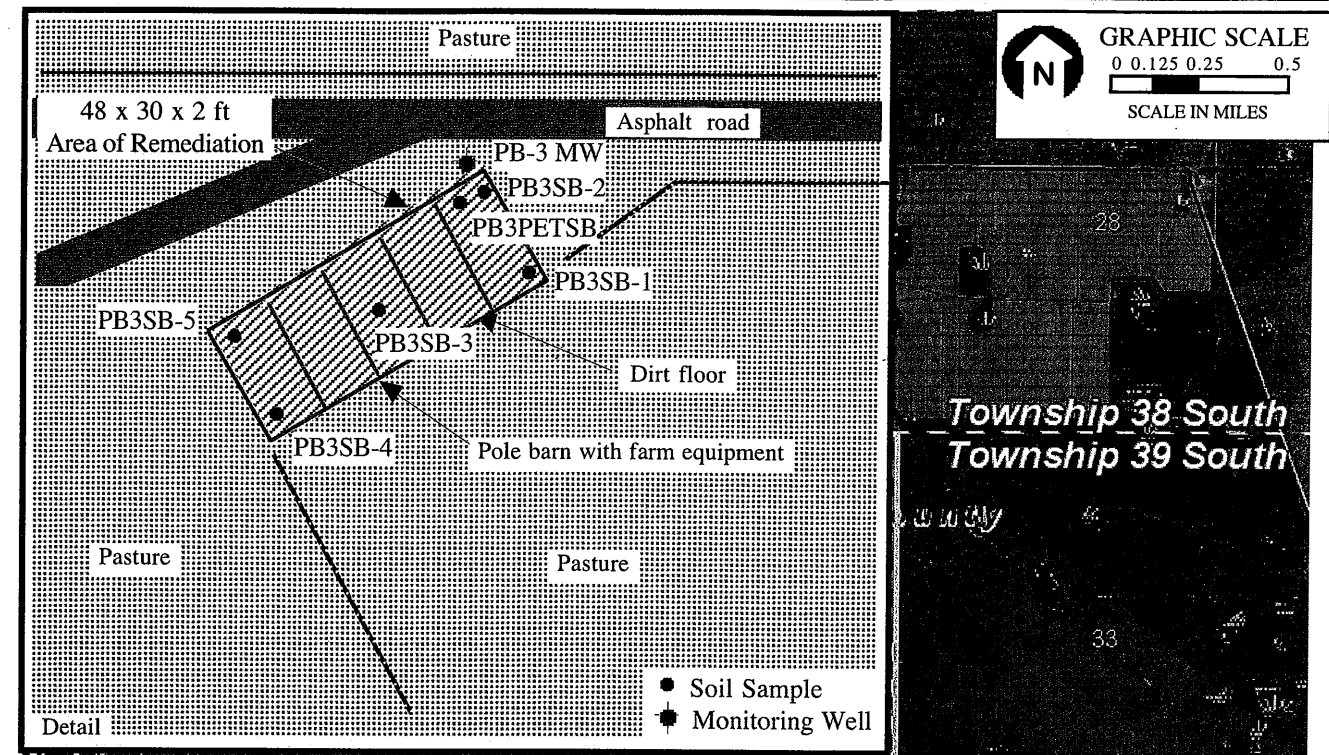 Pasture
48 x 30 x 2 ft
Area of Remediation
Asphalt road
PB-3 MW
PB3SB-2
PB3PETSB
PB3SB-1
PB3SB-5
PB3SB-3
Dirt floor
PB3SB-4
Pole barn with farm equipment
Pasture
Pasture
Soil Sample
Monitoring Well
Detail
N
GRAPHIC SCALE
0 0.125 0.25 0.5
SCALE IN MILES
28
Township 38 South
Township 39 South
33